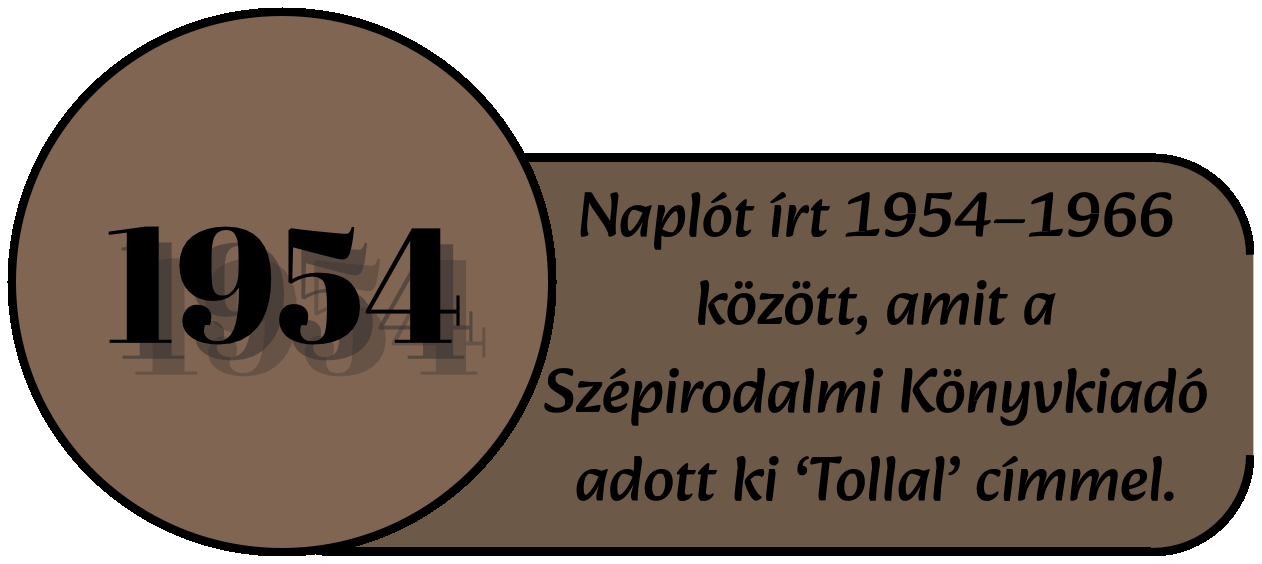 1954
Naplót írt 1954–1966
között, amit a
Szépirodalmi Könyvkiadó
adott ki ‘Tollal’ címmel.